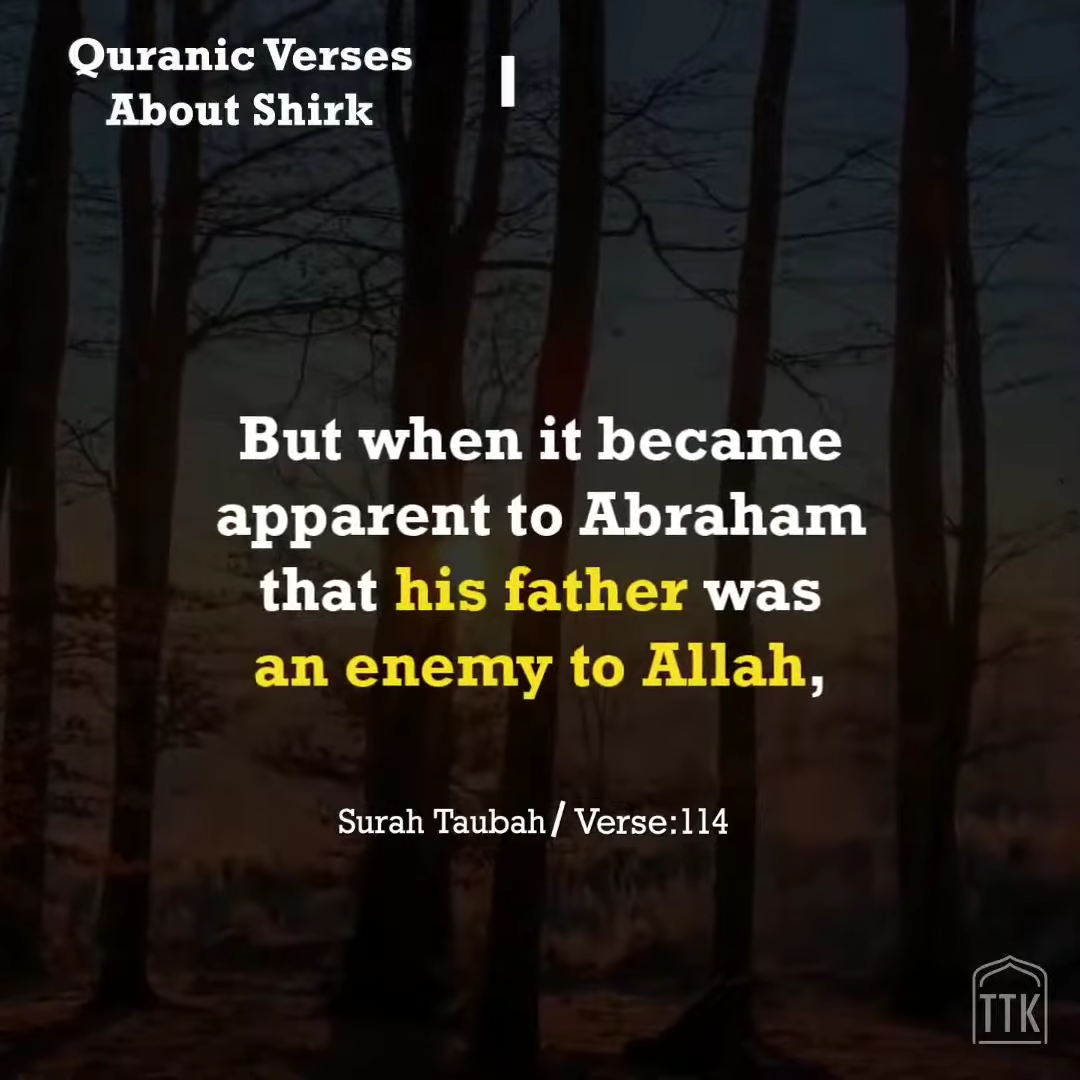 Quranic Verses
About Shirk
But when it became
apparent to Abraham
that his father was
an enemy to Allah,
Surah Taubah/ Verse:114
TTK